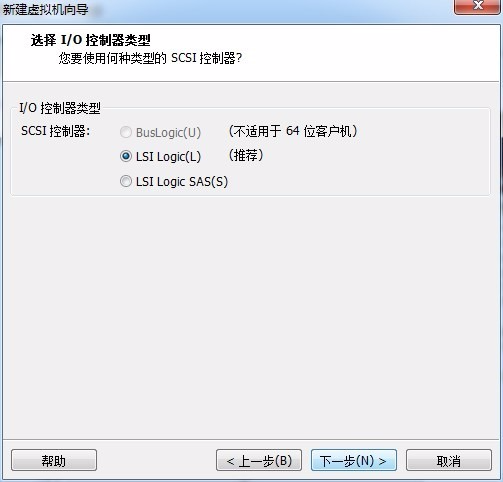 新建虚拟机向导
选择 I/O 控制器类型
您要使用何种类型的 SCSI 控制器?
I/O 控制器类型
SCSI 控制器: BusLogic(U) (不适用于 64 位客户机)
LSI Logic(L) (推荐)
LSI Logic SAS(S)
帮助 < 上一步(B) 下一步(N) > 取消